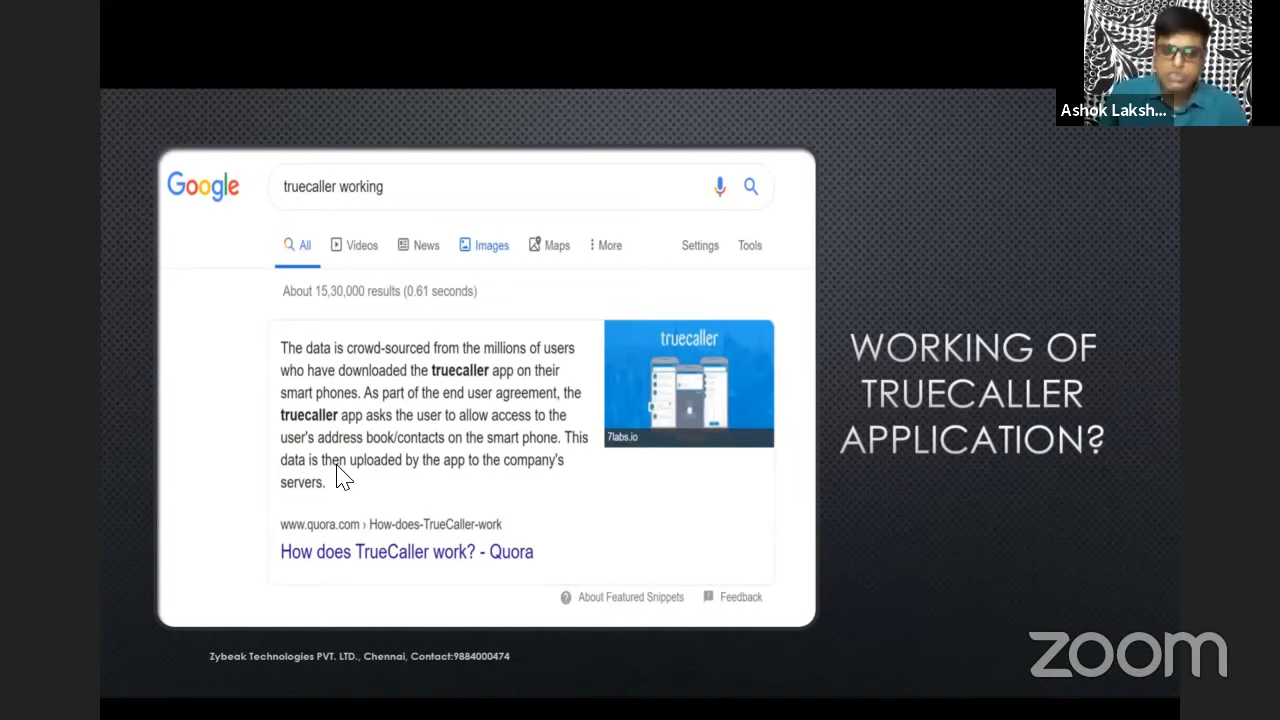 Ashok Laksh...
Google
truecaller working
All
Videos
News
Images
Maps
More
Settings
Tools
About 15,30,000 results (0.61 seconds)
The data is crowd-sourced from the millions of users
who have downloaded the truecaller app on their
smart phones. As part of the end user agreement, the
truecaller app asks the user to allow access to the
user's address book/contacts on the smart phone. This
data is then uploaded by the app to the company's
servers.
truecaller
7labs.io
www.quora.com › How-does-TrueCaller-work
How does TrueCaller work? - Quora
About Featured Snippets
Feedback
WORKING OF
TRUECALLER
APPLICATION?
Zybeak Technologies PVT. LTD., Chennai, Contact:9884000474
zoom